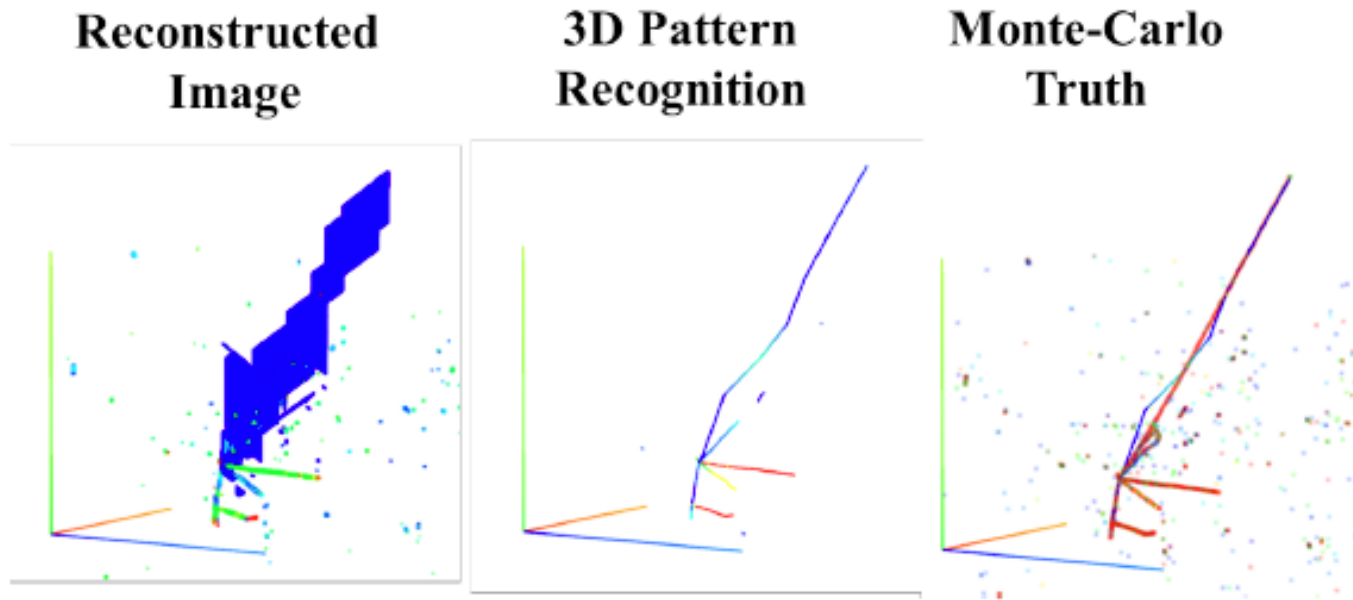 Reconstructed
Image
3D Pattern
Recognition
Monte-Carlo
Truth